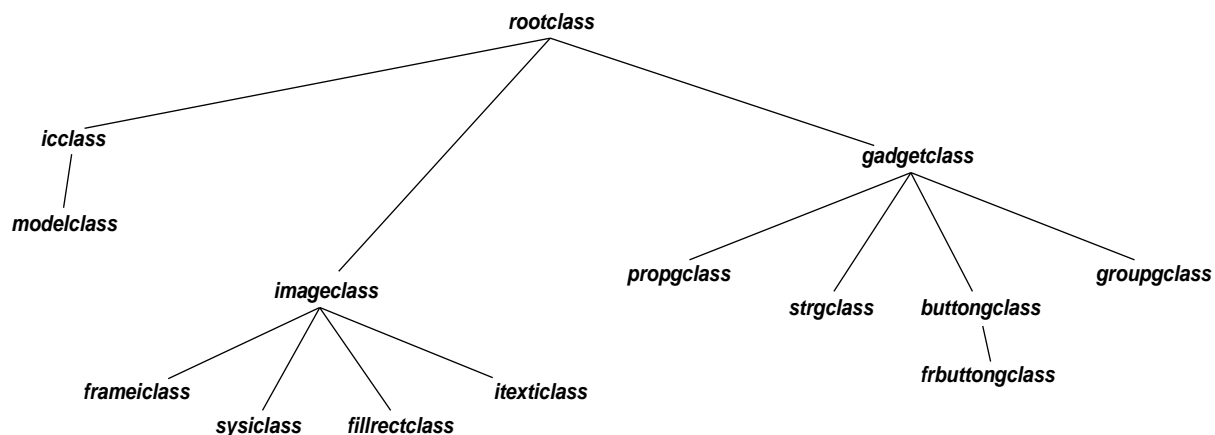 rootclass
icclass
gadgetclass
modelclass
propgclass
groupgclass
imageclass
strgclass
buttongclass
frbuttongclass
frameiclass
itexticlass
sysiclass
fillrectclass